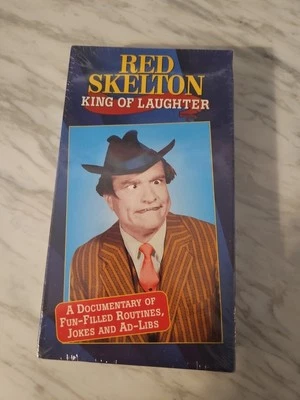 RED
SKELTON
KING OF LAUGHTER
A DOCUMENTARY OF
FUN-FILLED ROUTINES,
JOKES AND AD-LIBS